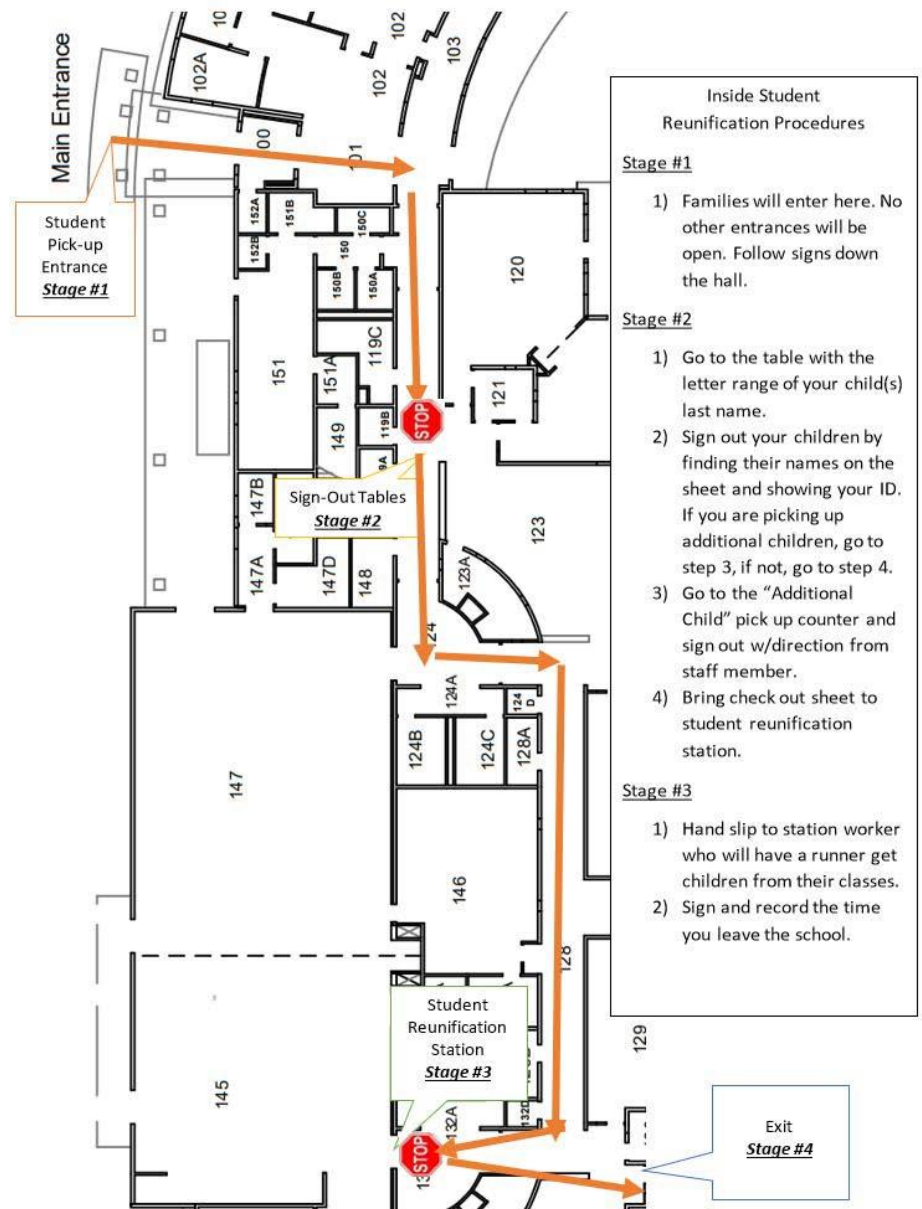 Main Entrance
Student
Pick-up
Entrance
Stage #1
102A
102
102
103
152A
151B
150C
152B
150
150B
150A
120
151
151A
119C
121
149
119B
STOP
Sign-Out Tables
Stage #2
147B
147A
147D
148
123
123A
124A
124B
124C
128A
147
146
128
Student
Reunification
Station
Stage #3
145
132A
129
STOP
Exit
Stage #4
Inside Student
Reunification Procedures
Stage #1
1) Families will enter here. No
other entrances will be
open. Follow signs down
the hall.
Stage #2
1) Go to the table with the
letter range of your child(s)
last name.
2) Sign out your children by
finding their names on the
sheet and showing your ID.
If you are picking up
additional children, go to
step 3, if not, go to step 4.
3) Go to the “Additional
Child” pick up counter and
sign out w/direction from
staff member.
4) Bring check out sheet to
student reunification
station.
Stage #3
1) Hand slip to station worker
who will have a runner get
children from their classes.
2) Sign and record the time
you leave the school.